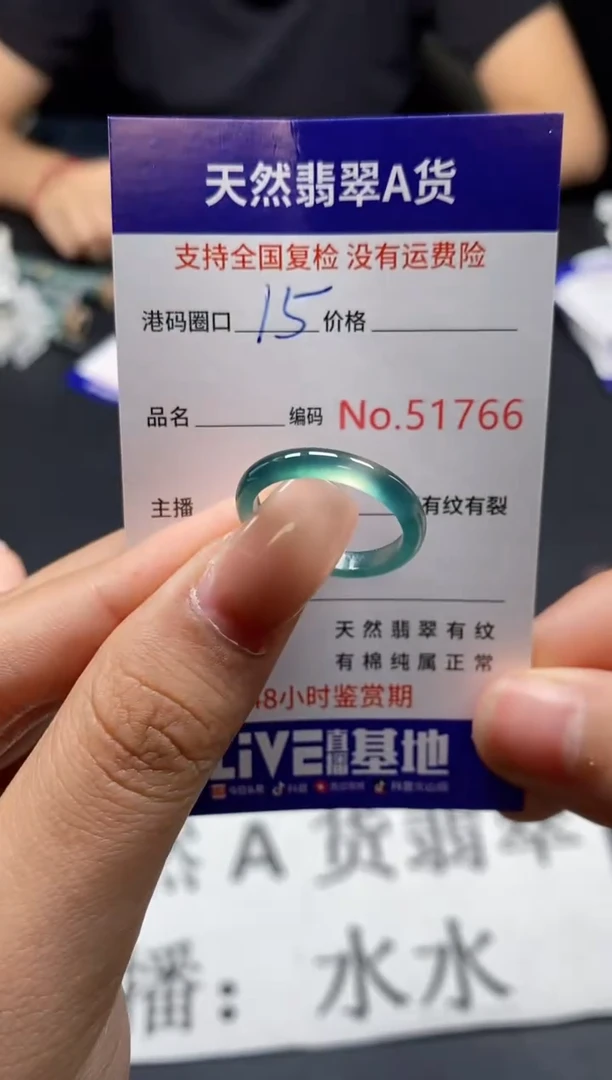 天然翡翠A货
支持全国复检 没有运费险
港码圈口 15 价格
品名 编码 No.51766
主播 有纹有裂
天然翡翠有纹
有棉纯属正常
48小时鉴赏期
LiVE直播基地
A货翡翠
播：水水